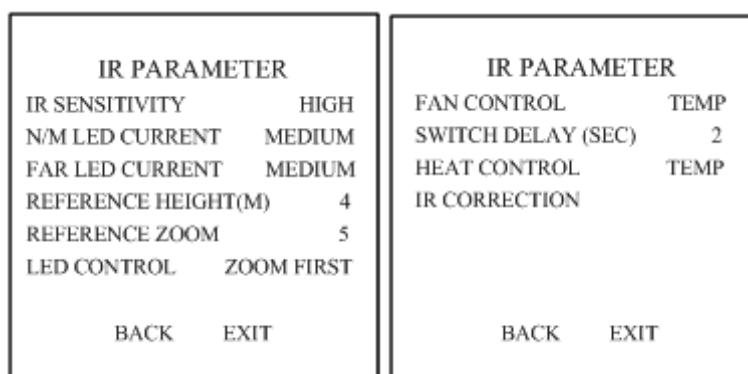 IR PARAMETER
IR SENSITIVITY HIGH
N/M LED CURRENT MEDIUM
FAR LED CURRENT MEDIUM
REFERENCE HEIGHT(M) 4
REFERENCE ZOOM 5
LED CONTROL ZOOM FIRST
BACK EXIT
IR PARAMETER
FAN CONTROL TEMP
SWITCH DELAY (SEC) 2
HEAT CONTROL TEMP
IR CORRECTION
BACK EXIT